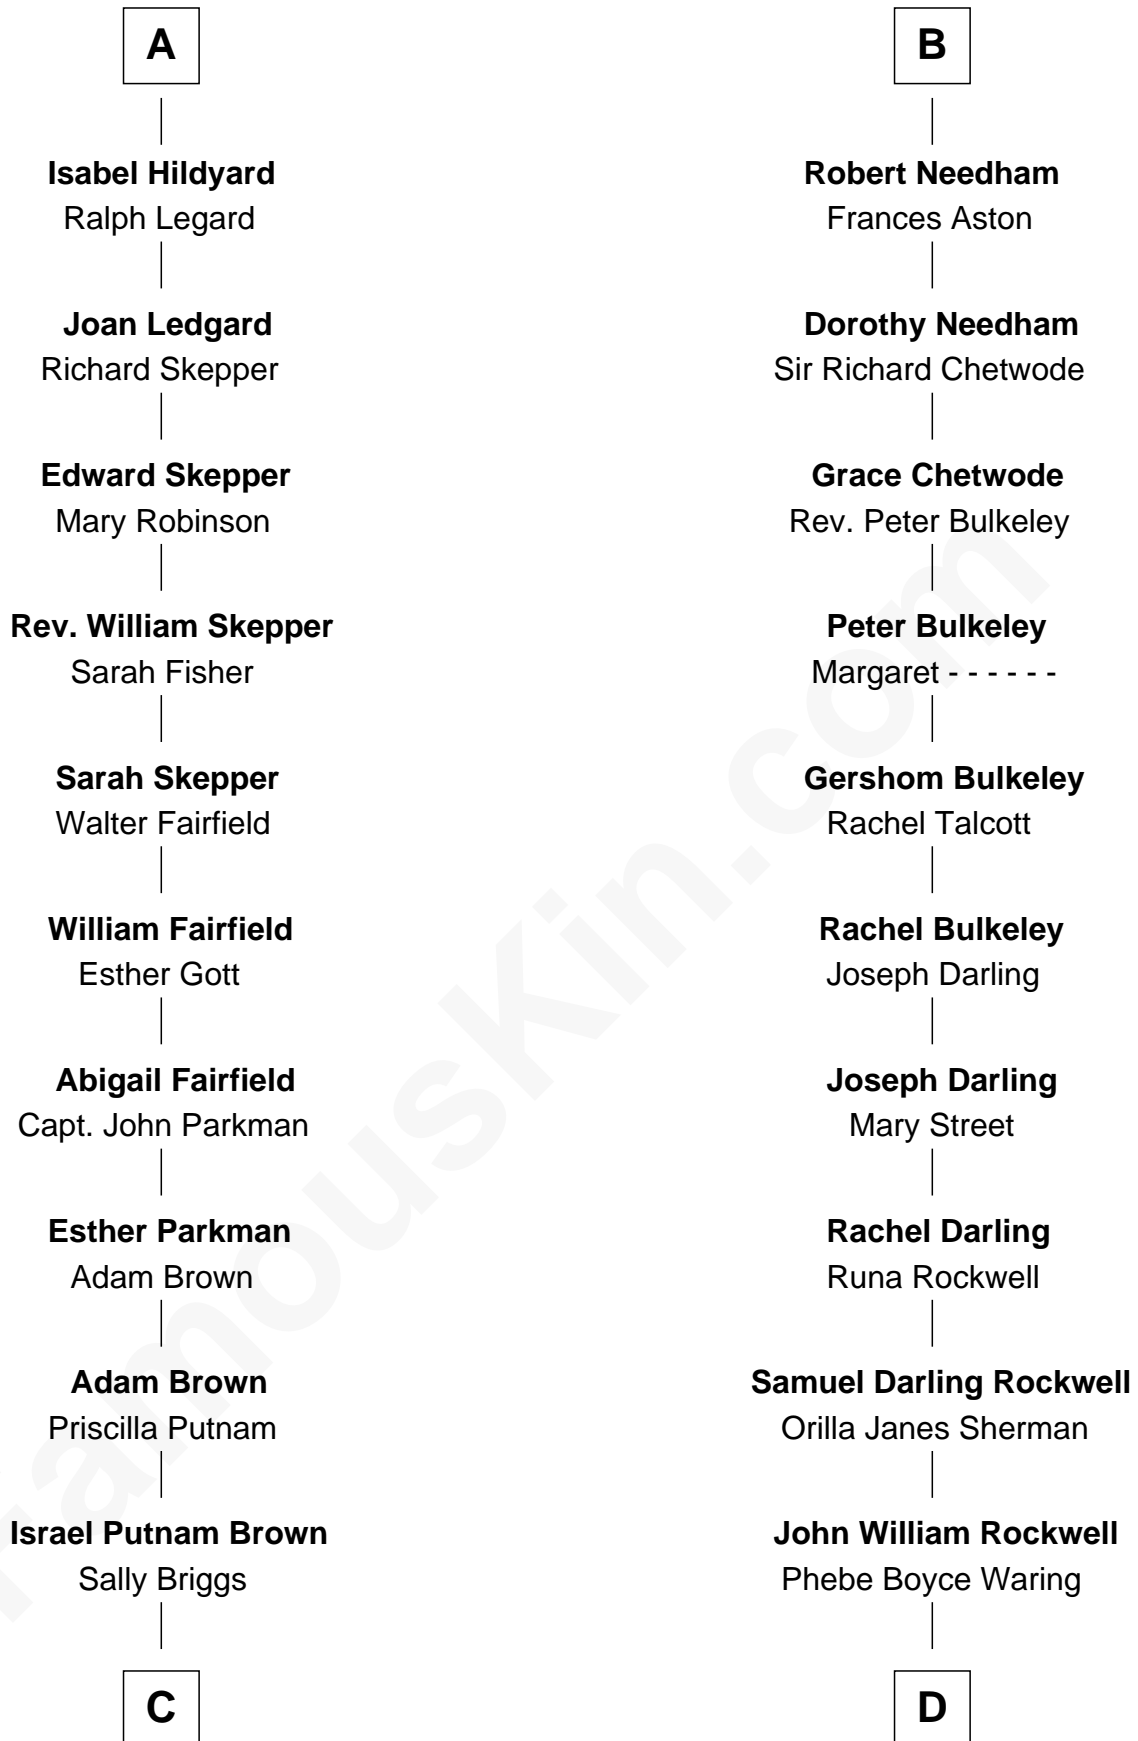 A
Isabel Hildyard
Ralph Legard
Joan Ledgard
Richard Skepper
Edward Skepper
Mary Robinson
Rev. William Skepper
Sarah Fisher
Sarah Skepper
Walter Fairfield
William Fairfield
Esther Gott
Abigail Fairfield
Capt. John Parkman
Esther Parkman
Adam Brown
Adam Brown
Priscilla Putnam
Israel Putnam Brown
Sally Briggs
C
B
Robert Needham
Frances Aston
Dorothy Needham
Sir Richard Chetwode
Grace Chetwode
Rev. Peter Bulkeley
Peter Bulkeley
Margaret - - - - - -
Gershom Bulkeley
Rachel Talcott
Rachel Bulkeley
Joseph Darling
Joseph Darling
Mary Street
Rachel Darling
Runa Rockwell
Samuel Darling Rockwell
Orilla Janes Sherman
John William Rockwell
Phebe Boyce Waring
D
FamousKin.com